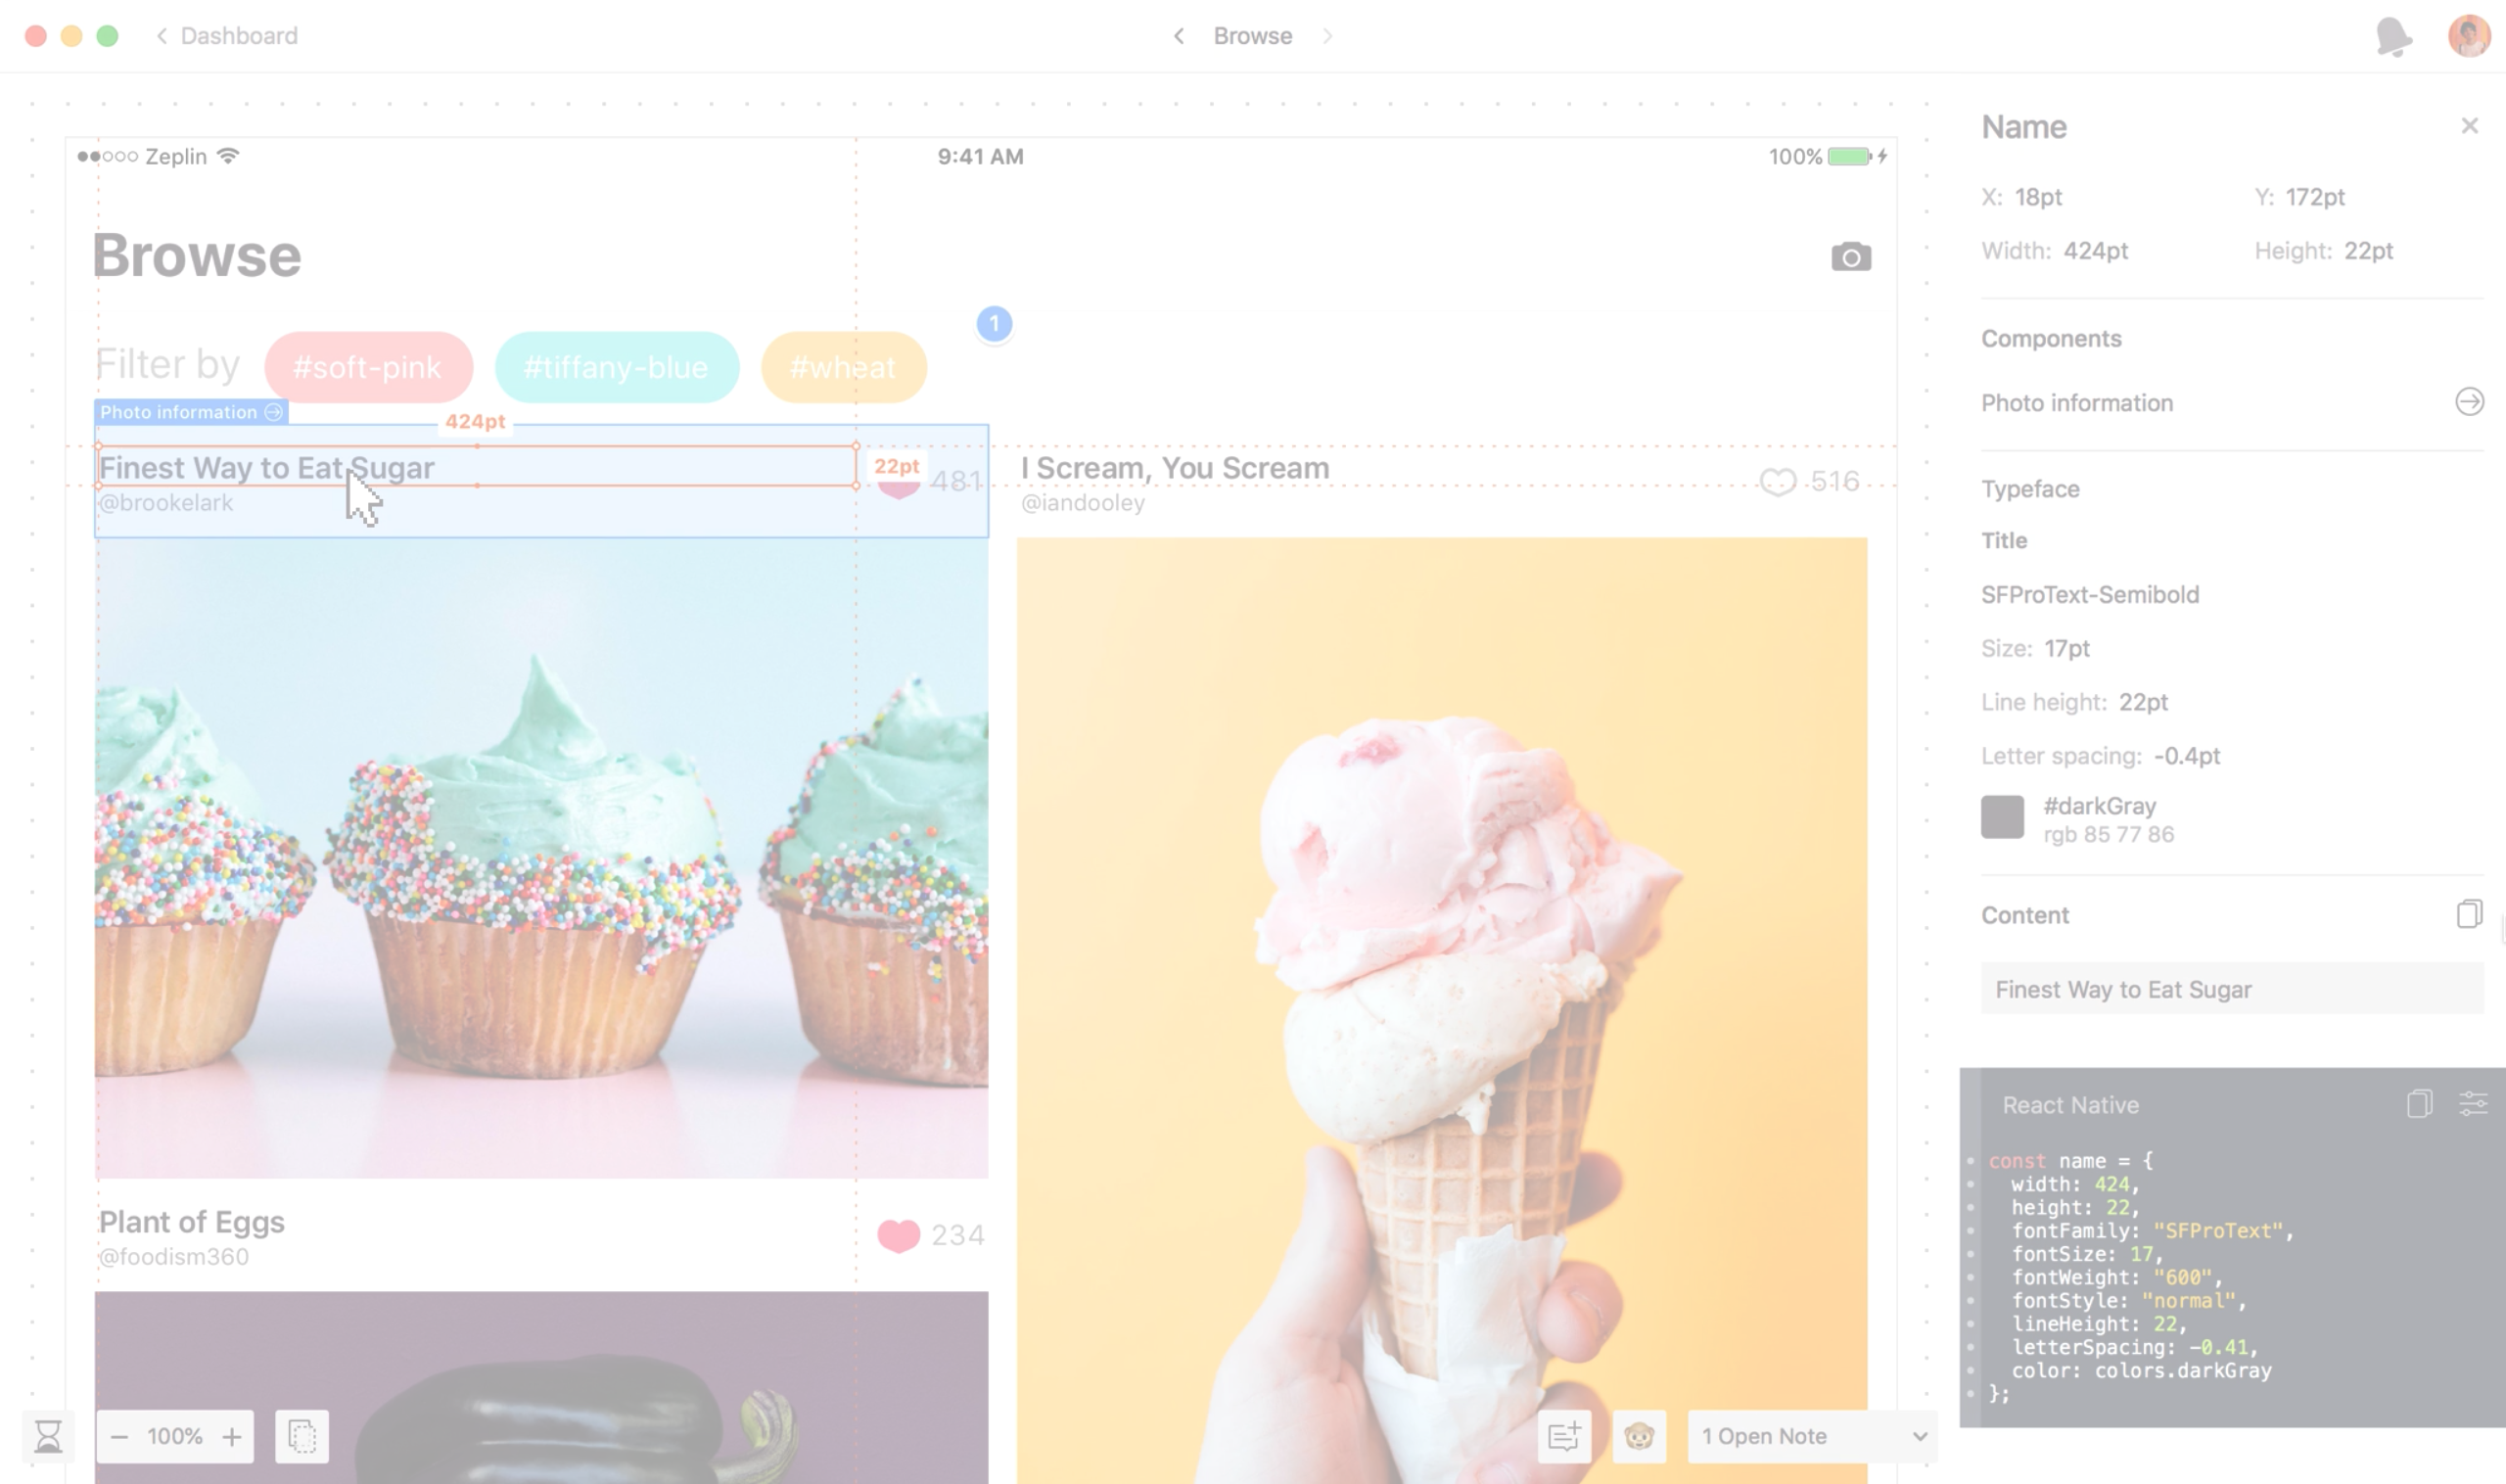 Dashboard
Browse
Zeplin
9:41 AM
100%
Browse
1
Filter by #soft-pink #tiffany-blue #wheat
Photo information
424pt
Finest Way to Eat Sugar
22pt
481
@brookelark
I Scream, You Scream
516
@iandooley
Plant of Eggs
234
@foodism360
100%
1 Open Note
Name
X: 18pt
Y: 172pt
Width: 424pt
Height: 22pt
Components
Photo information
Typeface
Title
SFProText-Semibold
Size: 17pt
Line height: 22pt
Letter spacing: -0.4pt
#darkGray
rgb 85 77 86
Content
Finest Way to Eat Sugar
React Native
const name = {
width: 424,
height: 22,
fontFamily: "SFProText",
fontSize: 17,
fontWeight: "600",
fontStyle: "normal",
lineHeight: 22,
letterSpacing: -0.41,
color: colors.darkGray
};